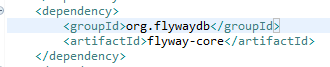 <dependency>
<groupId>org.flywaydb</groupId>
<artifactId>flyway-core</artifactId>
</dependency>